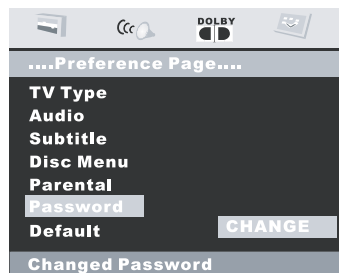 DOLBY
....Preference Page....
TV Type
Audio
Subtitle
Disc Menu
Parental
Password
Default
CHANGE
Changed Password